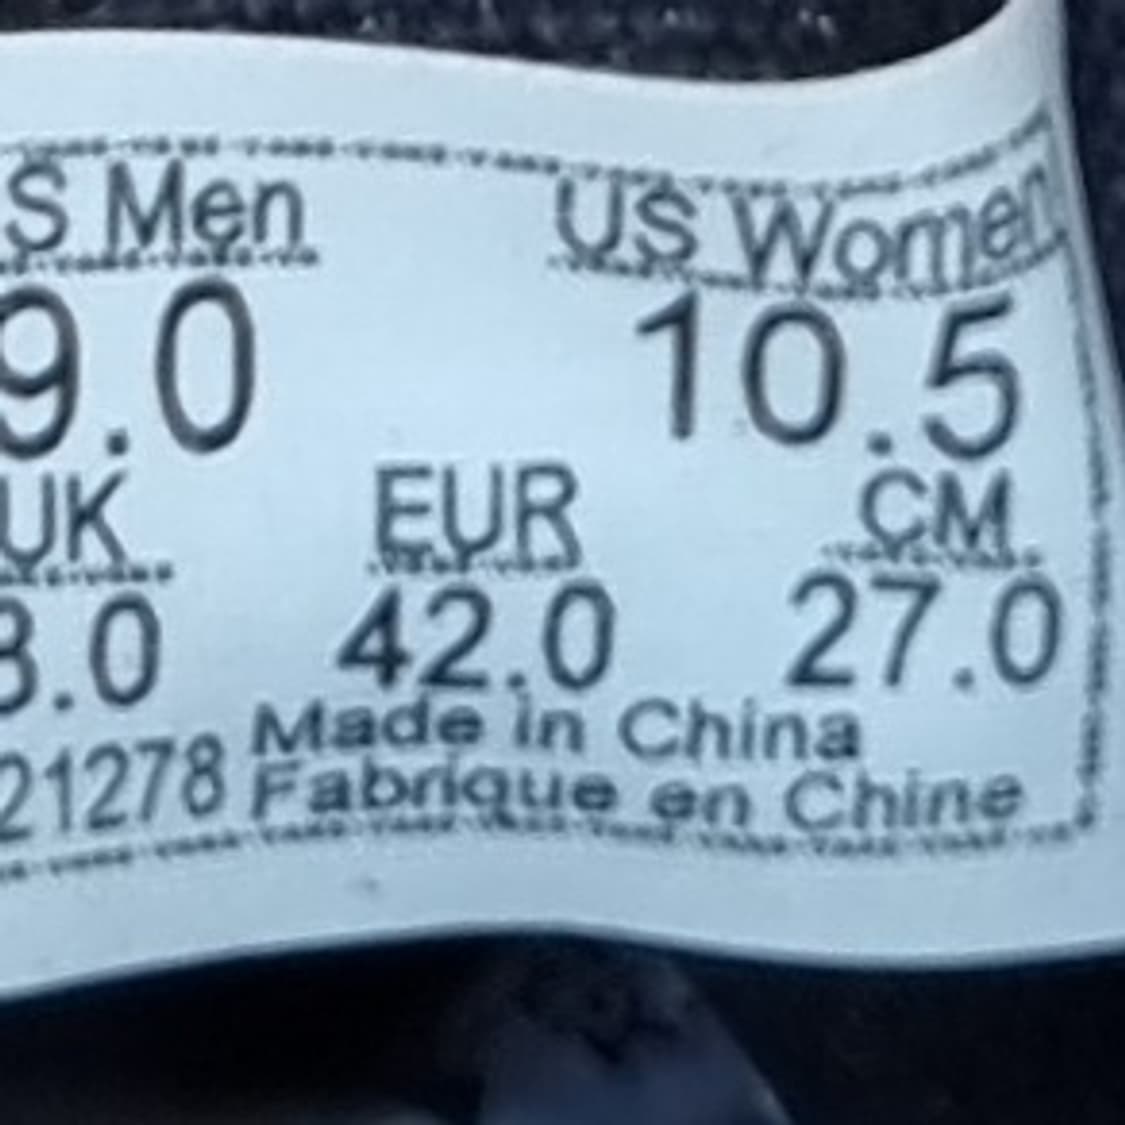 S Men US Women
9.0 10.5
UK EUR CM
8.0 42.0 27.0
21278 Made in China
Fabrique en Chine